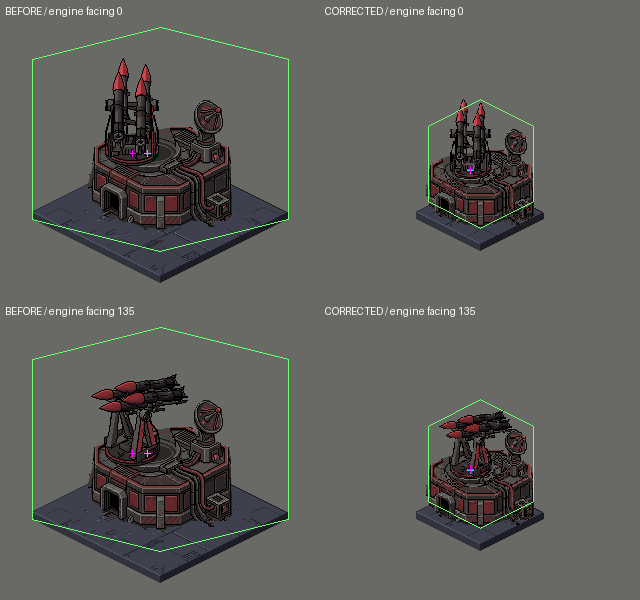 BEFORE / engine facing 0
CORRECTED / engine facing 0
BEFORE / engine facing 135
CORRECTED / engine facing 135